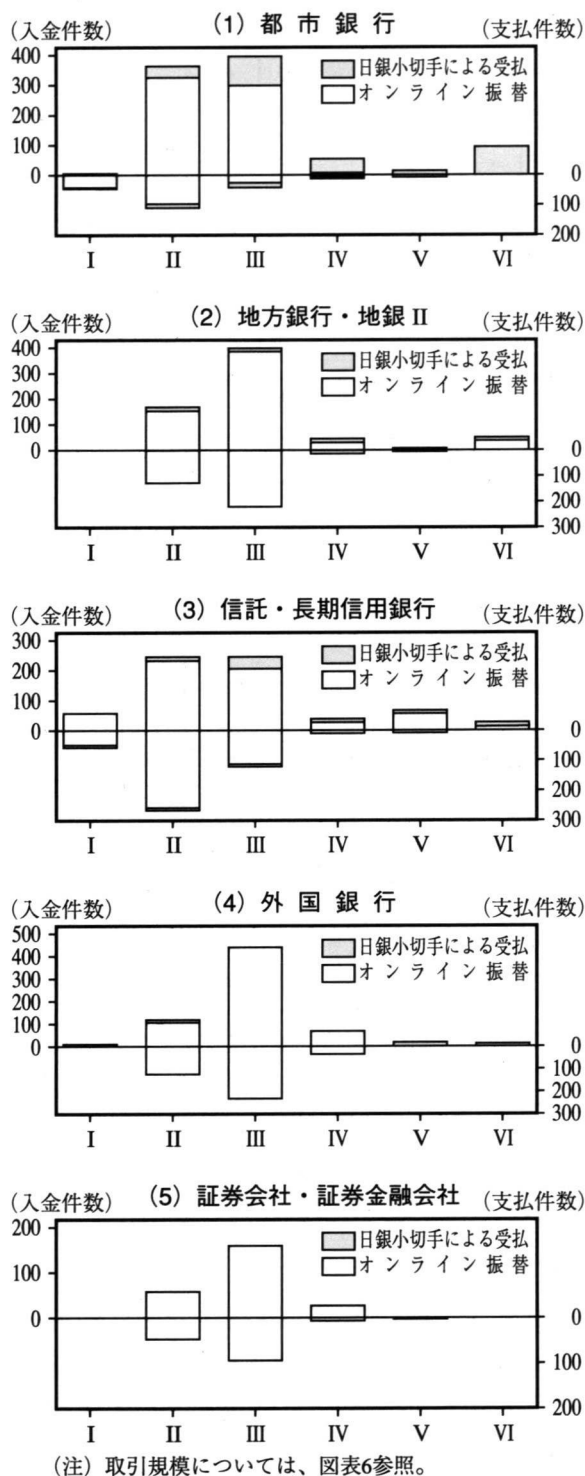 (1) 都市銀行
(入金件数) (支払件数)
400
300
200
100
0
0
100
200
日銀小切手による受払
オンライン振替
I II III IV V VI
(2) 地方銀行・地銀 II
(入金件数) (支払件数)
400
300
200
100
0
0
100
200
300
日銀小切手による受払
オンライン振替
I II III IV V VI
(3) 信託・長期信用銀行
(入金件数) (支払件数)
300
200
100
0
0
100
200
300
日銀小切手による受払
オンライン振替
I II III IV V VI
(4) 外国銀行
(入金件数) (支払件数)
500
400
300
200
100
0
0
100
200
300
日銀小切手による受払
オンライン振替
I II III IV V VI
(5) 証券会社・証券金融会社
(入金件数) (支払件数)
200
100
0
0
100
200
日銀小切手による受払
オンライン振替
I II III IV V VI
(注) 取引規模については、図表6参照。